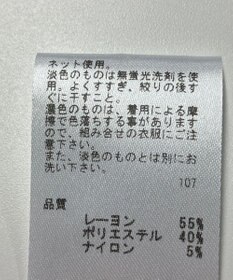 ネット使用。
淡色のものは無蛍光洗剤を使
用。よくすすぎ、絞りの後す
ぐに干すこと。
濃色のものは、着用による摩
擦で色落ちする事があります
ので、組み合せの衣服にご注
意下さい。
また、淡色のものとは別にお
洗い下さい。
107
品質
レーヨン 55%
ポリエステル 40%
ナイロン 5%